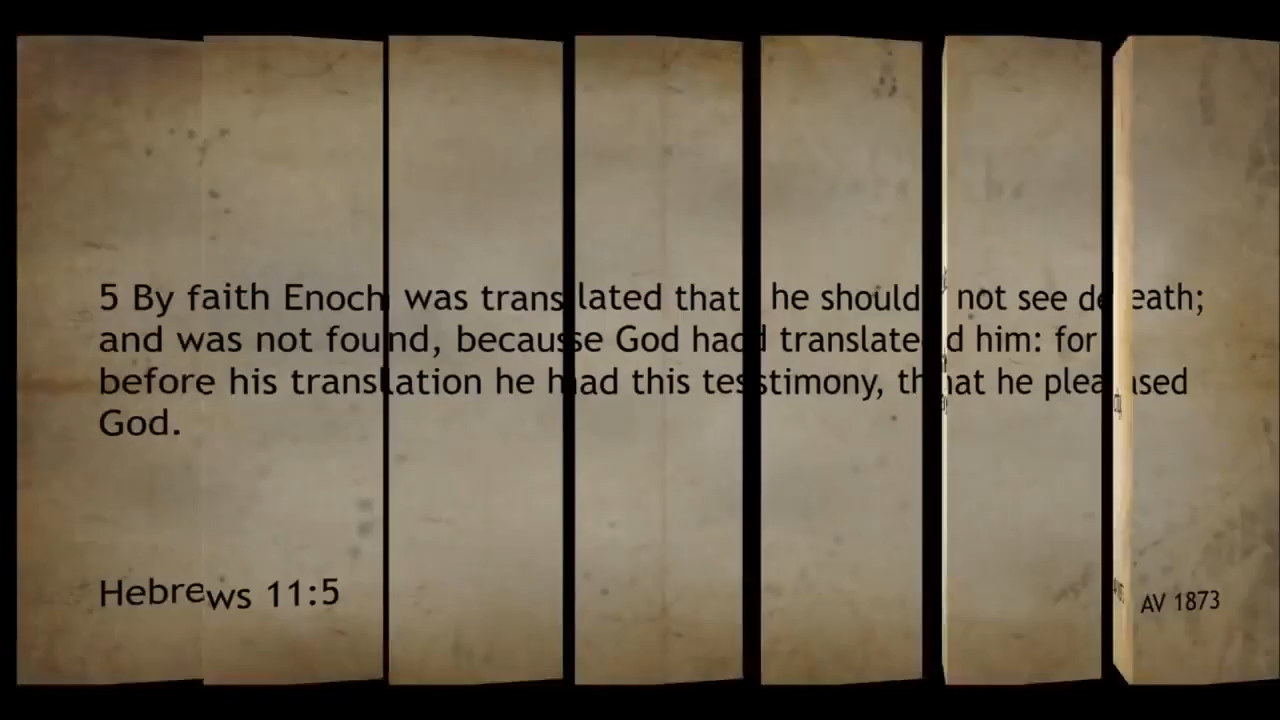 5 By faith Enoch was translated that he should not see death;
and was not found, because God had translated him: for
before his translation he had this testimony, that he pleased
God.
Hebrews 11:5
AV 1873